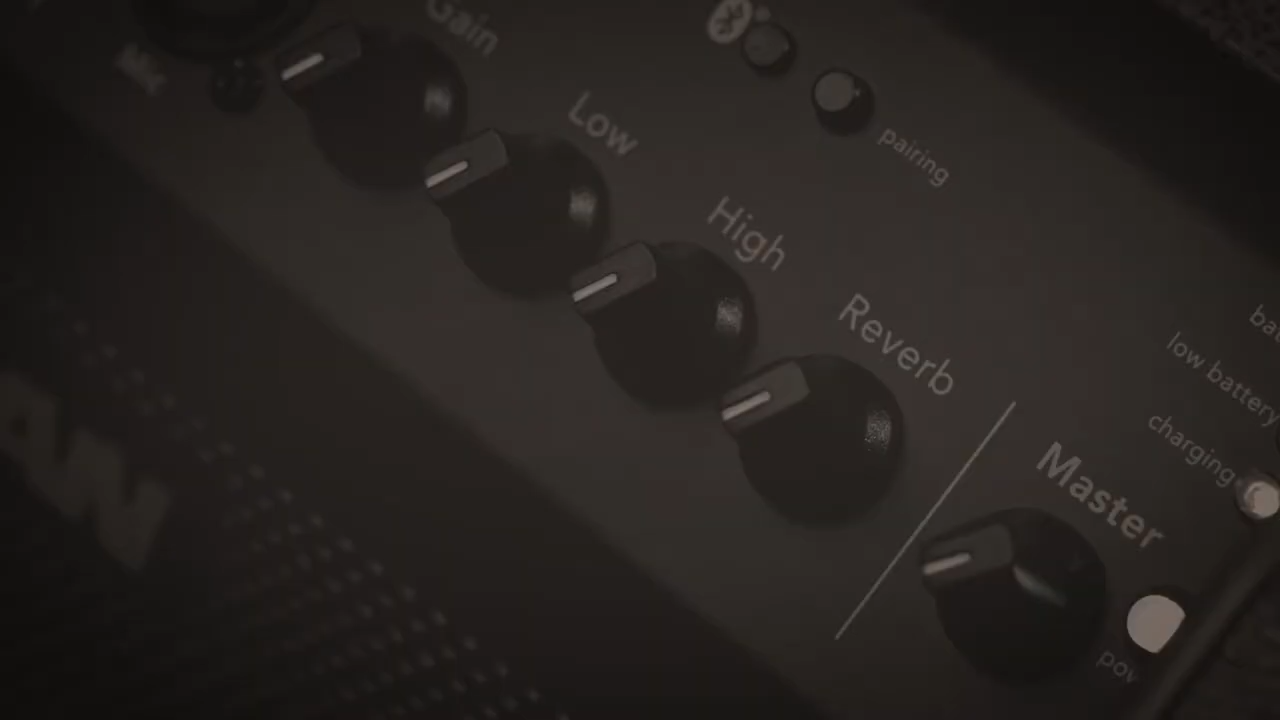 Gain
Low
High
Reverb
Master
pairing
low battery
charging